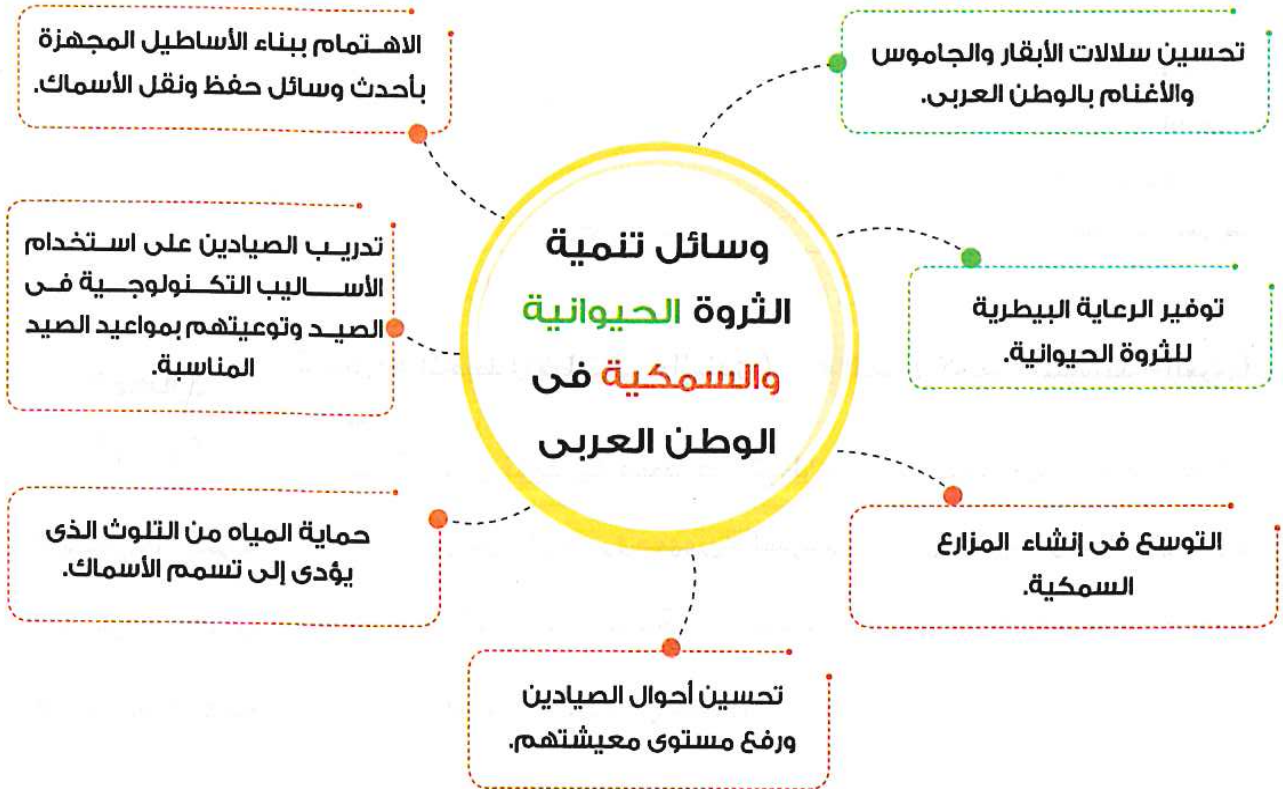 وسائل تنمية
الثروة الحيوانية
والسمكية فى
الوطن العربى
تحسين سلالات الأبقار والجاموس
والأغنام بالوطن العربى.
توفير الرعاية البيطرية
للثروة الحيوانية.
التوسع فى إنشاء المزارع
السمكية.
تحسين أحوال الصيادين
ورفع مستوى معيشتهم.
حماية المياه من التلوث الذى
يؤدى إلى تسمم الأسماك.
تدريب الصيادين على استخدام
الأساليب التكنولوجية فى
الصيد وتوعيتهم بمواعيد الصيد
المناسبة.
الاهتمام ببناء الأساطيل المجهزة
بأحدث وسائل حفظ ونقل الأسماك.